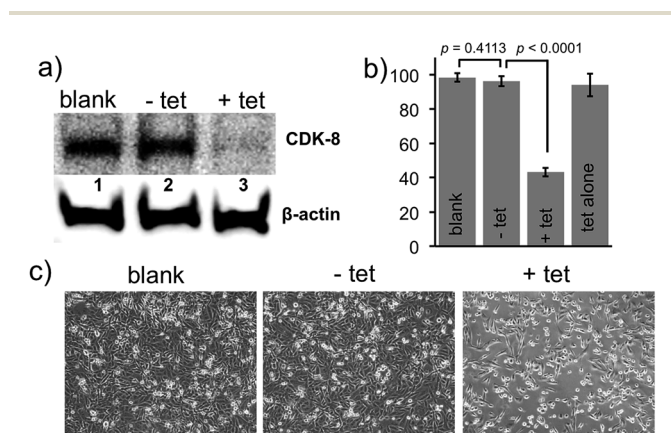 a)
blank - tet + tet
CDK-8
1 2 3
β-actin
b)
p = 0.4113 p < 0.0001
100
80
60
40
20
0
blank
- tet
+ tet
tet alone
c)
blank - tet + tet